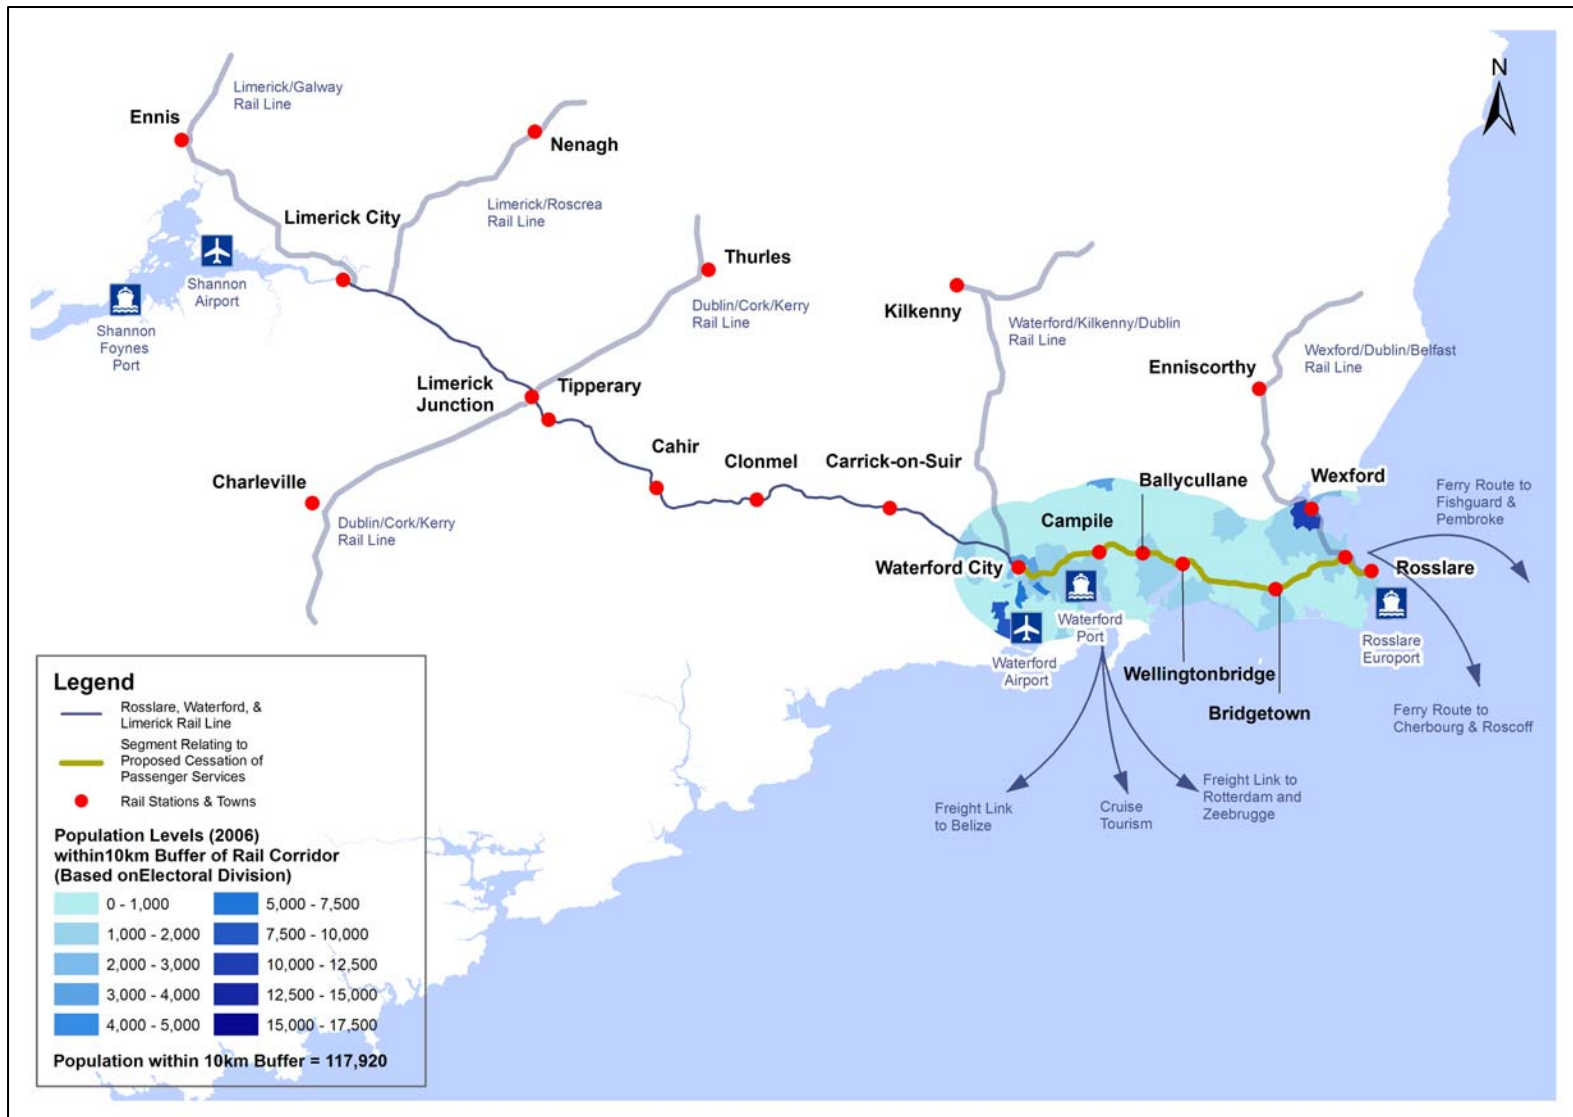 N
Limerick/Galway
Rail Line
Ennis
Nenagh
Limerick/Roscrea
Rail Line
Limerick City
Shannon
Airport
Shannon
Foynes
Port
Thurles
Dublin/Cork/Kerry
Rail Line
Kilkenny
Waterford/Kilkenny/Dublin
Rail Line
Enniscorthy
Wexford/Dublin/Belfast
Rail Line
Limerick
Junction
Tipperary
Cahir
Clonmel
Carrick-on-Suir
Charleville
Dublin/Cork/Kerry
Rail Line
Ballycullane
Wexford
Campile
Ferry Route to
Fishguard &
Pembroke
Waterford City
Rosslare
Waterford
Port
Waterford
Airport
Rosslare
Europort
Wellingtonbridge
Bridgetown
Ferry Route to
Cherbourg & Roscoff
Freight Link
to Belize
Cruise
Tourism
Freight Link to
Rotterdam and
Zeebrugge
Legend
Rosslare, Waterford, &
Limerick Rail Line
Segment Relating to
Proposed Cessation of
Passenger Services
Rail Stations & Towns
Population Levels (2006)
within10km Buffer of Rail Corridor
(Based onElectoral Division)
0 - 1,000
1,000 - 2,000
2,000 - 3,000
3,000 - 4,000
4,000 - 5,000
5,000 - 7,500
7,500 - 10,000
10,000 - 12,500
12,500 - 15,000
15,000 - 17,500
Population within 10km Buffer = 117,920